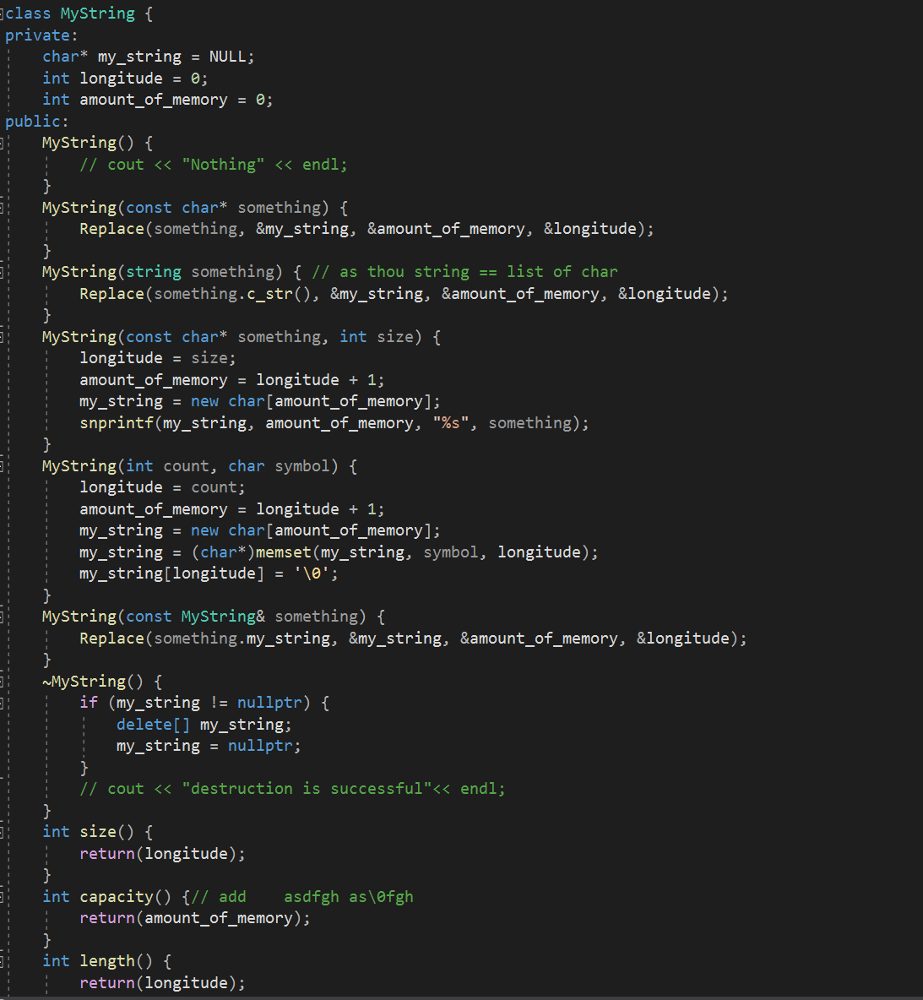 class MyString {
private:
    char* my_string = NULL;
    int longitude = 0;
    int amount_of_memory = 0;
public:
    MyString() {
        // cout << "Nothing" << endl;
    }
    MyString(const char* something) {
        Replace(something, &my_string, &amount_of_memory, &longitude);
    }
    MyString(string something) { // as thou string == list of char
        Replace(something.c_str(), &my_string, &amount_of_memory, &longitude);
    }
    MyString(const char* something, int size) {
        longitude = size;
        amount_of_memory = longitude + 1;
        my_string = new char[amount_of_memory];
        snprintf(my_string, amount_of_memory, "%s", something);
    }
    MyString(int count, char symbol) {
        longitude = count;
        amount_of_memory = longitude + 1;
        my_string = new char[amount_of_memory];
        my_string = (char*)memset(my_string, symbol, longitude);
        my_string[longitude] = '\0';
    }
    MyString(const MyString& something) {
        Replace(something.my_string, &my_string, &amount_of_memory, &longitude);
    }
    ~MyString() {
        if (my_string != nullptr) {
            delete[] my_string;
            my_string = nullptr;
        }
        // cout << "destruction is successful"<< endl;
    }
    int size() {
        return(longitude);
    }
    int capacity() {// add    asdfgh as\0fgh
        return(amount_of_memory);
    }
    int length() {
        return(longitude);